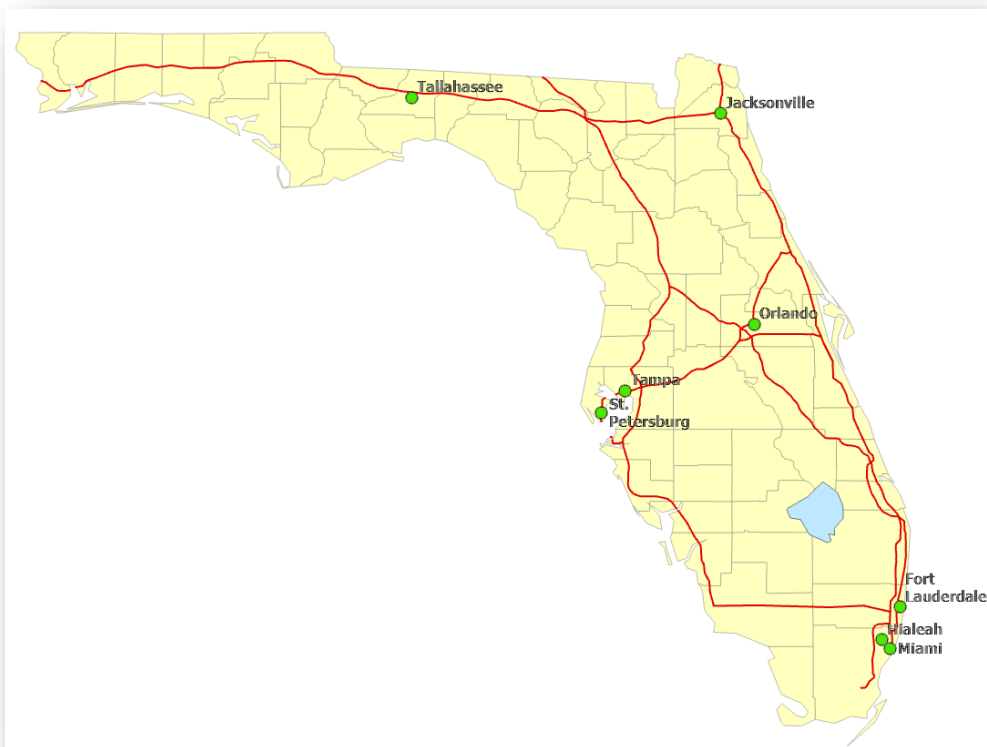 Tallahassee
Jacksonville
Orlando
Tampa
St.
Petersburg
Fort
Lauderdale
Hialeah
Miami